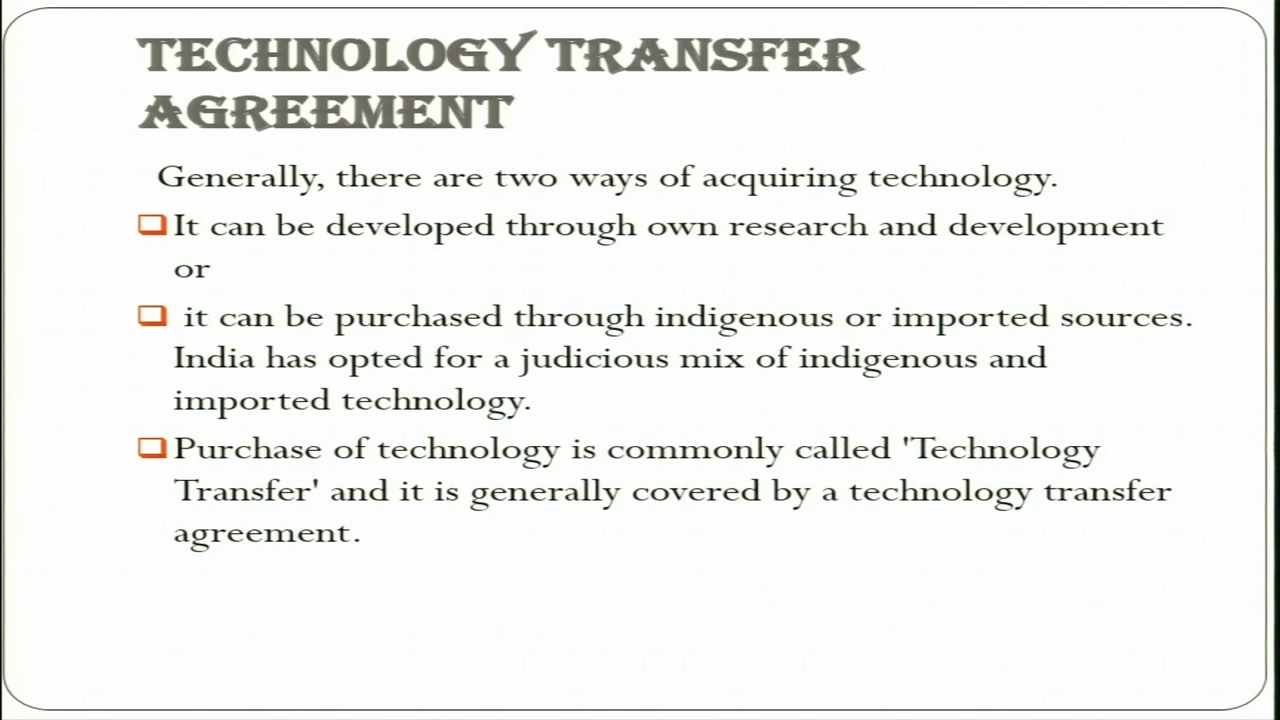 TECHNOLOGY TRANSFER
AGREEMENT
Generally, there are two ways of acquiring technology.
It can be developed through own research and development
or
it can be purchased through indigenous or imported sources.
India has opted for a judicious mix of indigenous and
imported technology.
Purchase of technology is commonly called 'Technology
Transfer' and it is generally covered by a technology transfer
agreement.